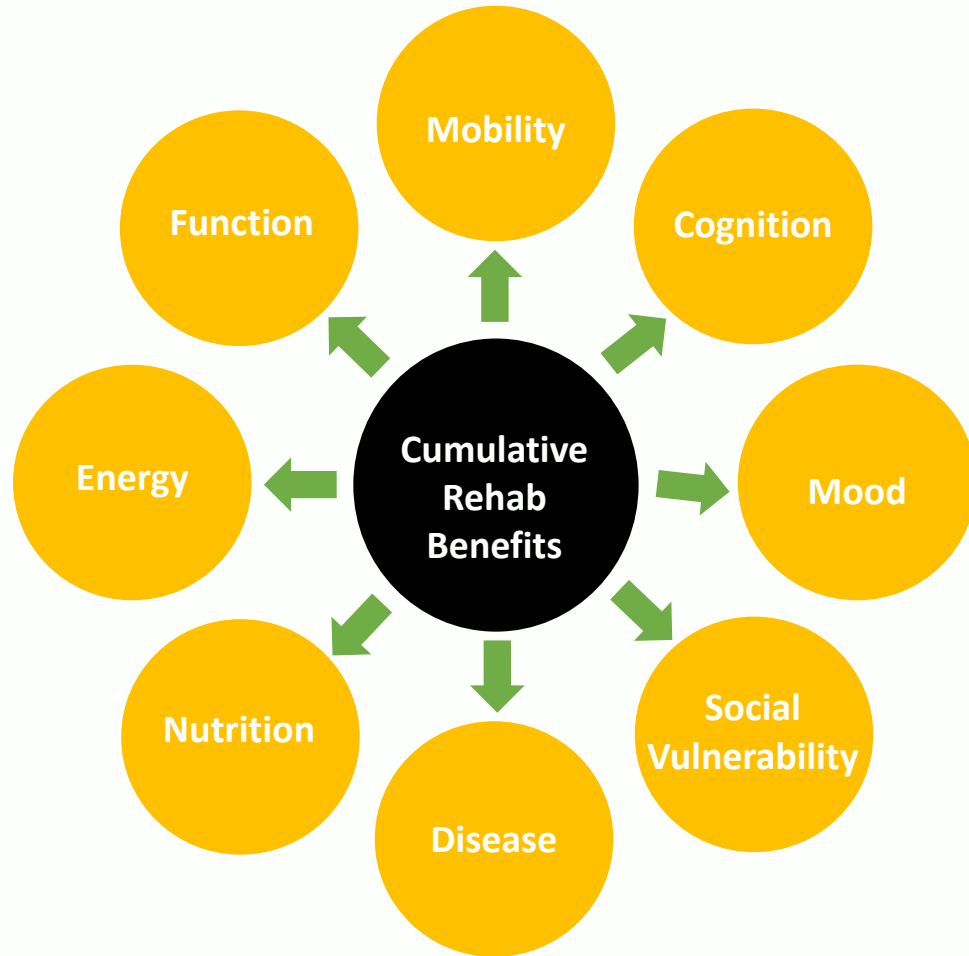 Mobility
Function
Cognition
Energy
Cumulative
Rehab
Benefits
Mood
Nutrition
Social
Vulnerability
Disease